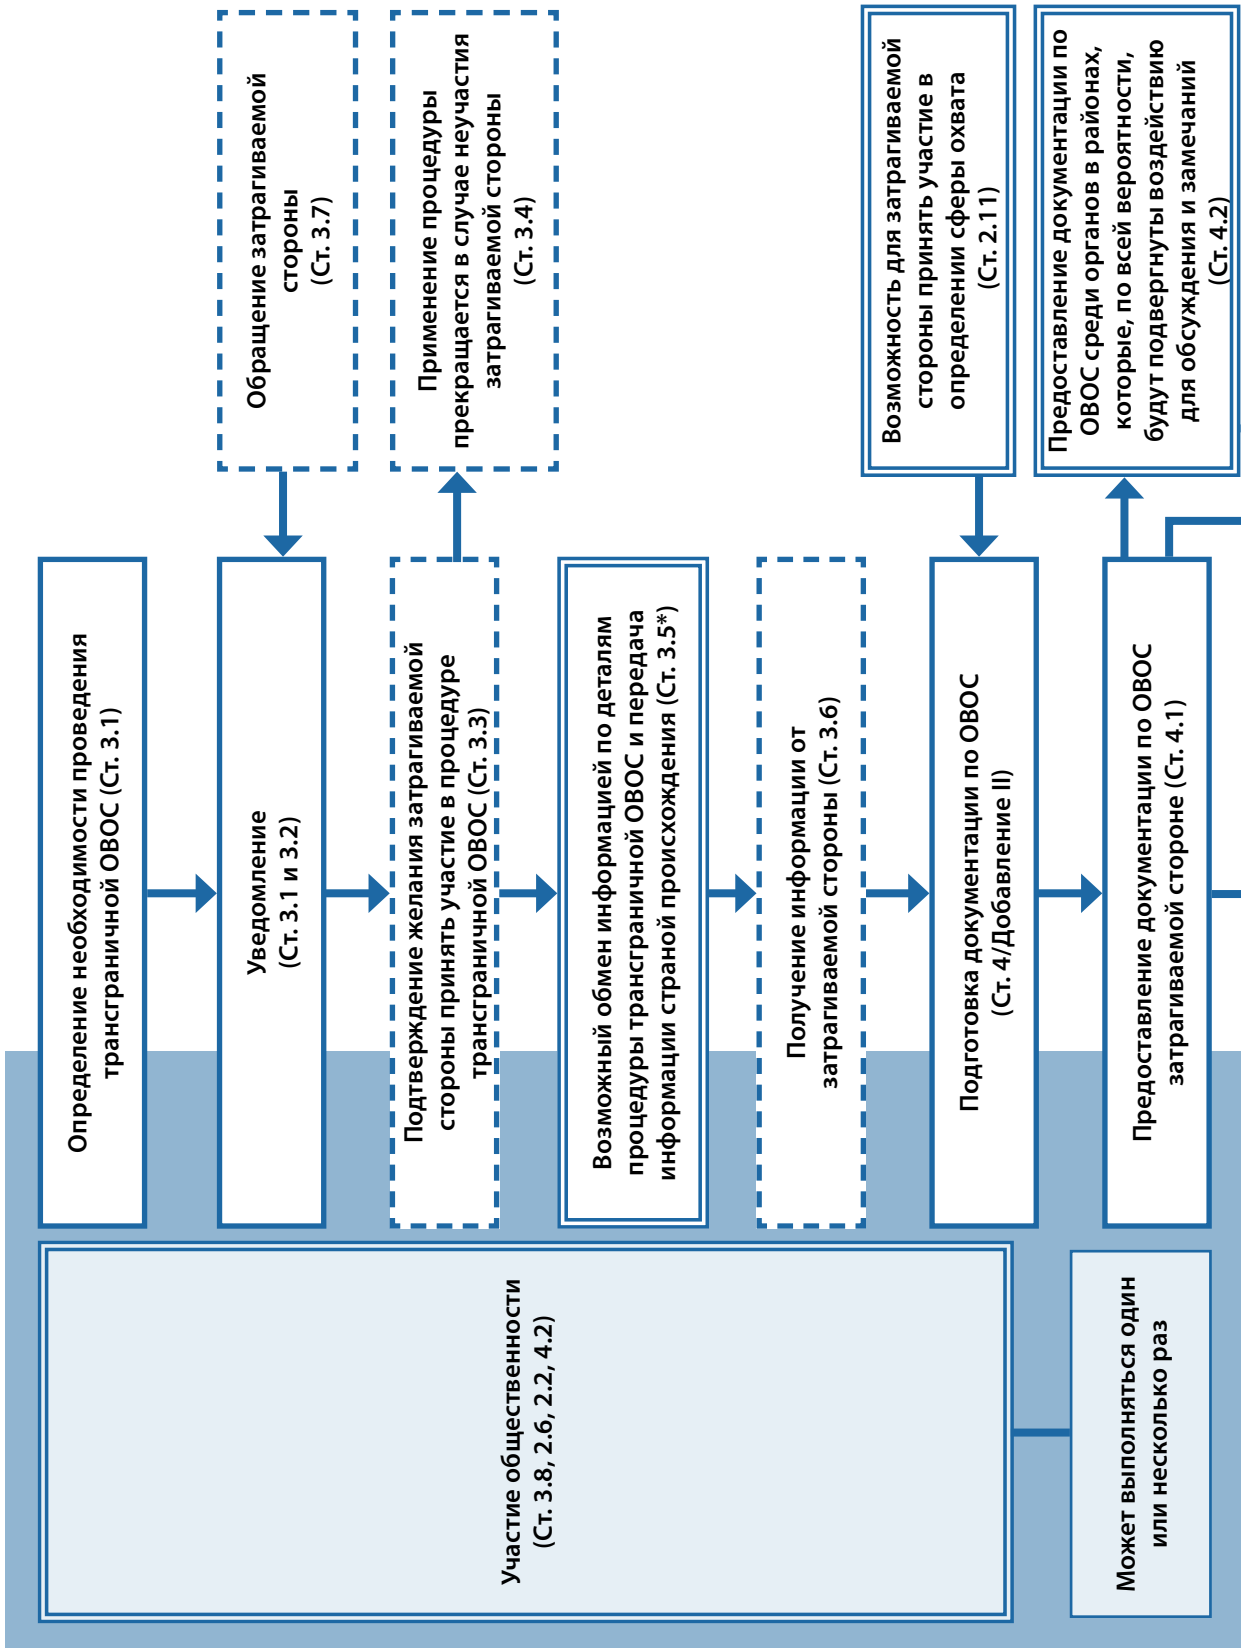 Определение необходимости проведения
трансграничной ОВОС (Ст. 3.1)
Уведомление
(Ст. 3.1 и 3.2)
Обращение затрагиваемой
стороны
(Ст. 3.7)
Подтверждение желания затрагиваемой
стороны принять участие в процедуре
трансграничной ОВОС (Ст. 3.3)
Применение процедуры
прекращается в случае неучастия
затрагиваемой стороны
(Ст. 3.4)
Возможный обмен информацией по деталям
процедуры трансграничной ОВОС и передача
информации страной происхождения (Ст. 3.5*)
Получение информации от
затрагиваемой стороны (Ст. 3.6)
Подготовка документации по ОВОС
(Ст. 4/Добавление II)
Возможность для затрагиваемой
стороны принять участие в
определении сферы охвата
(Ст. 2.11)
Предоставление документации по ОВОС
затрагиваемой стороне (Ст. 4.1)
Предоставление документации по
ОВОС среди органов в районах,
которые, по всей вероятности,
будут подвергнуты воздействию
для обсуждения и замечаний
(Ст. 4.2)
Участие общественности
(Ст. 3.8, 2.6, 2.2, 4.2)
Может выполняться один
или несколько раз